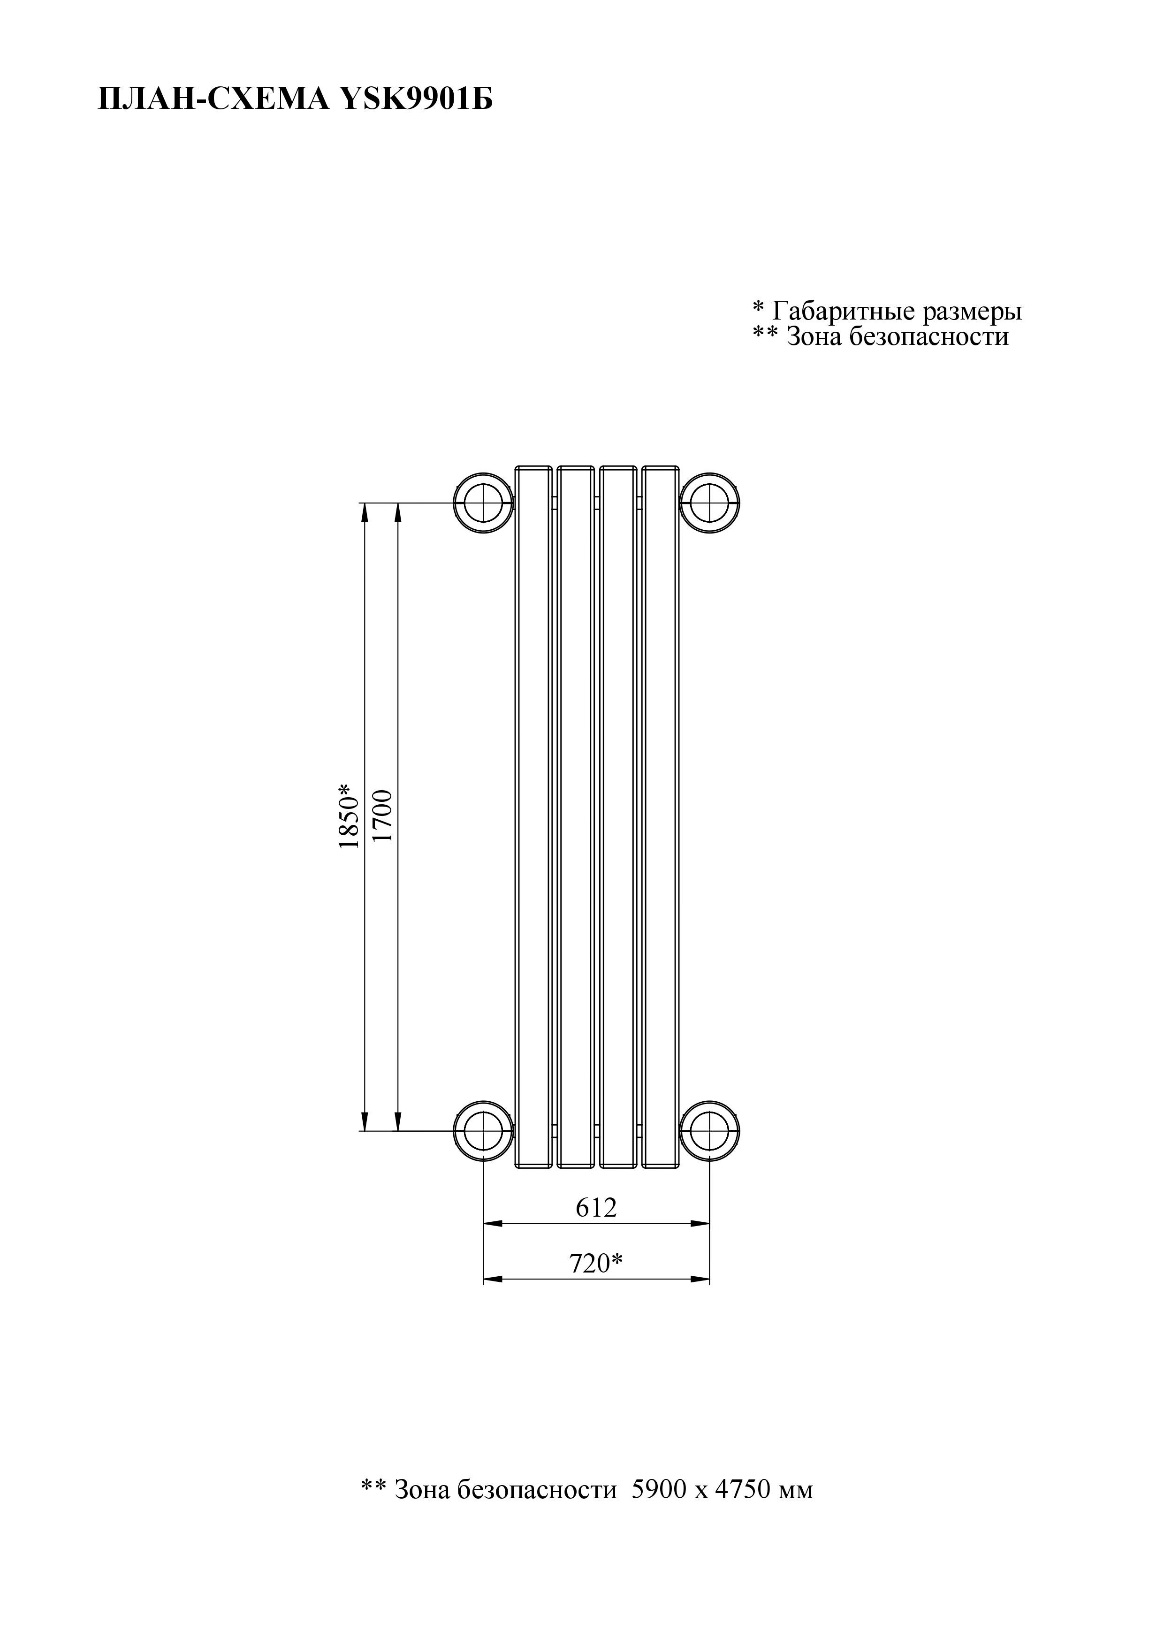 ПЛАН-СХЕМА YSK9901Б
* Габаритные размеры
** Зона безопасности
1850*
1700
612
720*
** Зона безопасности 5900 х 4750 мм